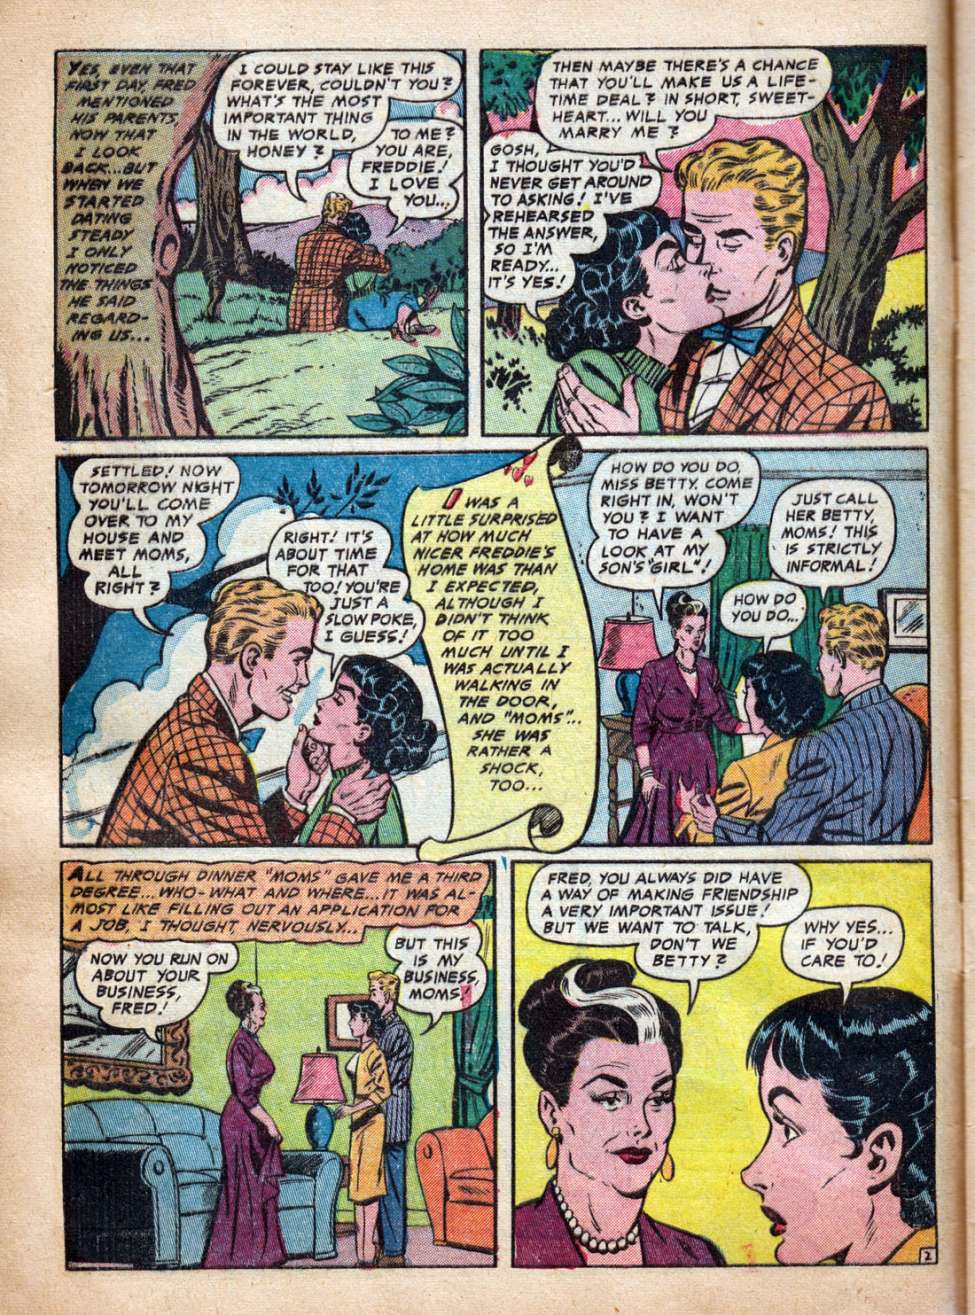 YES, EVEN THAT
FIRST DAY, FRED
MENTIONED
HIS PARENTS,
NOW THAT
I LOOK
BACK...BUT
WHEN WE
STARTED
DATING
STEADY
I ONLY
NOTICED
THE THINGS
HE SAID
REGARD-
ING US...
I COULD STAY LIKE THIS
FOREVER, COULDN'T YOU?
WHAT'S THE MOST
IMPORTANT THING
IN THE WORLD,
HONEY?
TO ME?
YOU ARE,
FREDDIE!
I LOVE
YOU...
THEN MAYBE THERE'S A CHANCE
THAT YOU'LL MAKE US A LIFE-
TIME DEAL? IN SHORT, SWEET-
HEART... WILL YOU
MARRY ME?
GOSH,
I THOUGHT YOU'D
NEVER GET AROUND
TO ASKING! I'VE
REHEARSED
THE ANSWER,
SO I'M
READY...
IT'S YES!
SETTLED! NOW
TOMORROW NIGHT
YOU'LL COME
OVER TO MY
HOUSE AND
MEET MOMS,
ALL
RIGHT?
RIGHT! IT'S
ABOUT TIME
FOR THAT
TOO! YOU'RE
JUST A
SLOW POKE,
I GUESS!
I WAS A
LITTLE SURPRISED
AT HOW MUCH
NICER FREDDIE'S
HOME WAS THAN
I EXPECTED,
ALTHOUGH I
DIDN'T THINK
OF IT TOO
MUCH UNTIL I
WAS ACTUALLY
WALKING IN
THE DOOR,
AND "MOMS"...
SHE WAS
RATHER A
SHOCK,
TOO...
HOW DO YOU DO,
MISS BETTY. COME
RIGHT IN, WON'T
YOU? I WANT
TO HAVE A
LOOK AT MY
SON'S "GIRL"!
HOW DO
YOU DO...
JUST CALL
HER BETTY,
MOMS! THIS
IS STRICTLY
INFORMAL!
ALL THROUGH DINNER "MOMS" GAVE ME A THIRD
DEGREE... WHO-WHAT AND WHERE... IT WAS AL-
MOST LIKE FILLING OUT AN APPLICATION FOR
A JOB, I THOUGHT, NERVOUSLY...
NOW YOU RUN ON
ABOUT YOUR
BUSINESS,
FRED!
BUT THIS
IS MY
BUSINESS,
MOMS!
FRED, YOU ALWAYS DID HAVE
A WAY OF MAKING FRIENDSHIP
A VERY IMPORTANT ISSUE!
BUT WE WANT TO TALK,
DON'T WE
BETTY?
WHY YES...
IF YOU'D
CARE TO!
2